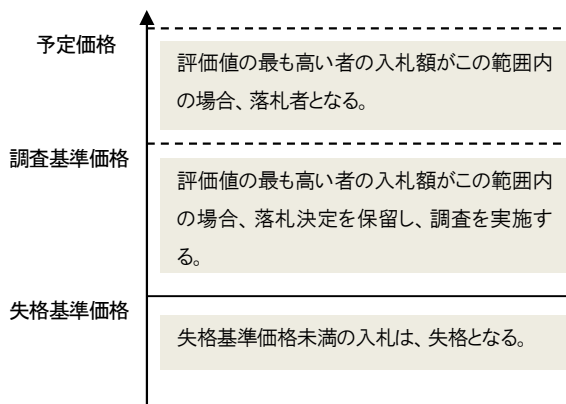 予定価格
評価値の最も高い者の入札額がこの範囲内
の場合、落札者となる。
調査基準価格
評価値の最も高い者の入札額がこの範囲内
の場合、落札決定を保留し、調査を実施す
る。
失格基準価格
失格基準価格未満の入札は、失格となる。